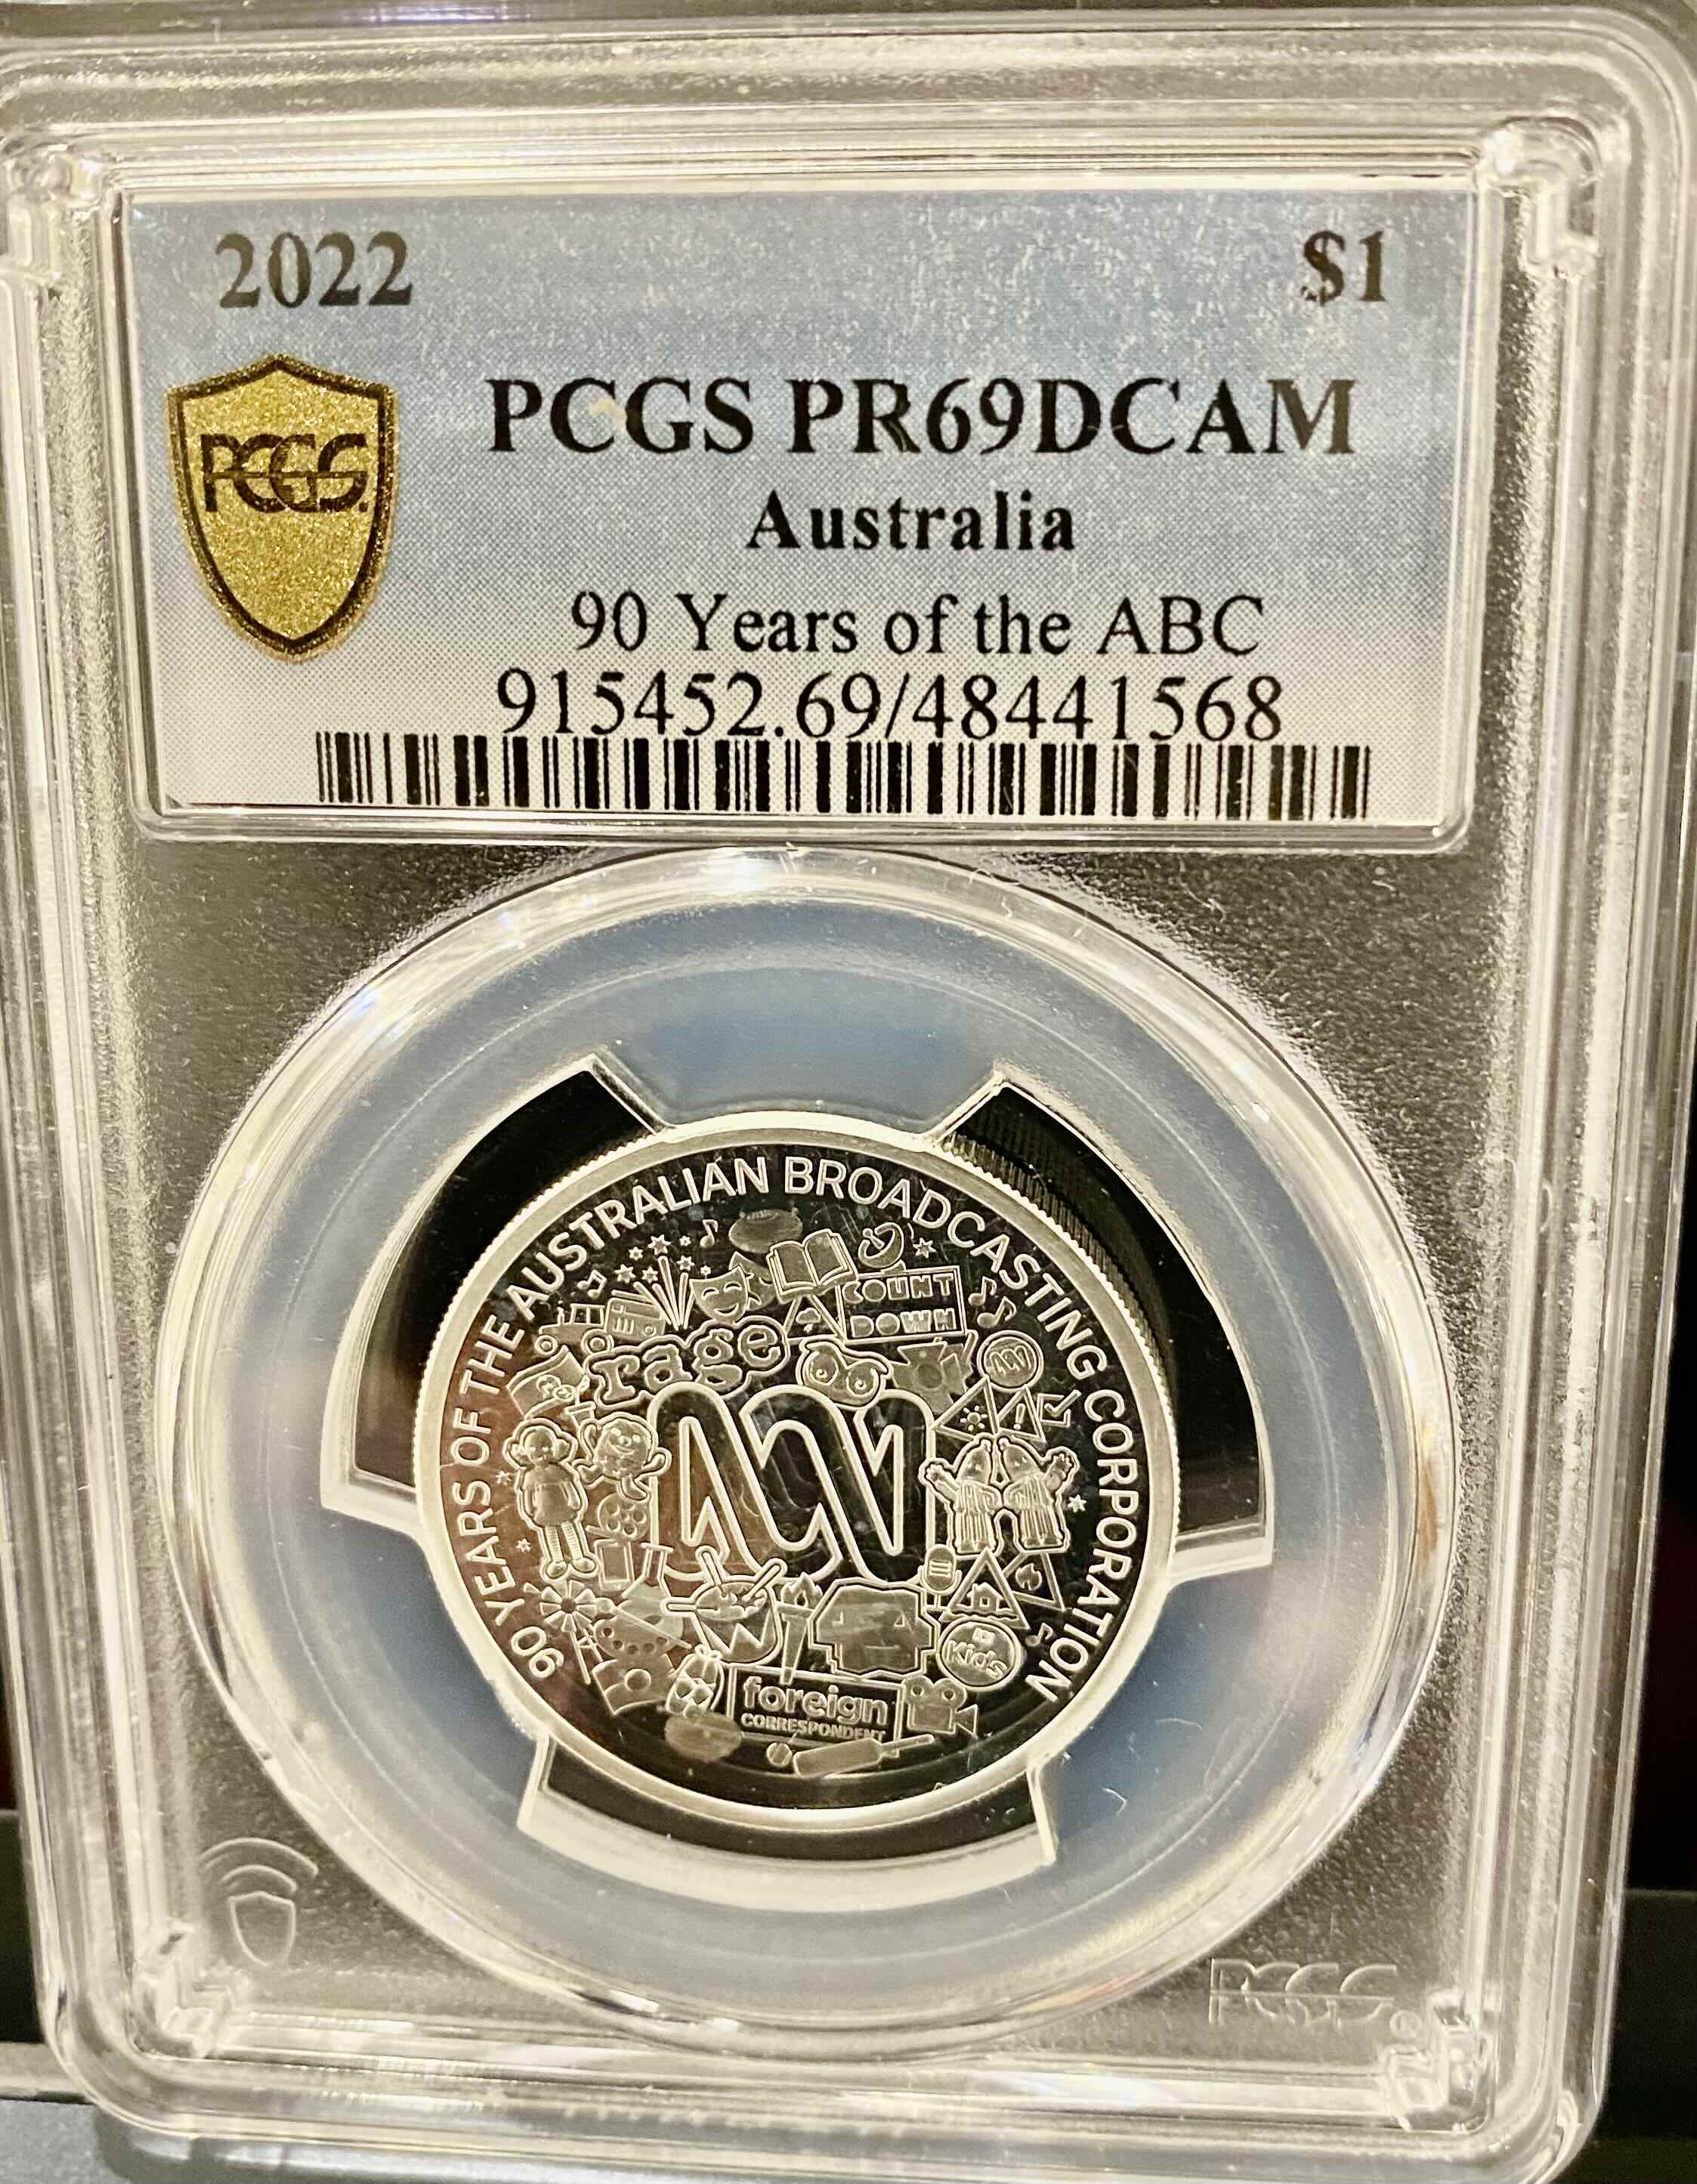 2022 $1
PCGS
PCGS PR69DCAM
Australia
90 Years of the ABC
915452.69/48441568
90 YEARS OF THE AUSTRALIAN BROADCASTING CORPORATION
COUNT
DOWN
rage
Kids
foreign
CORRESPONDENT
PCGS